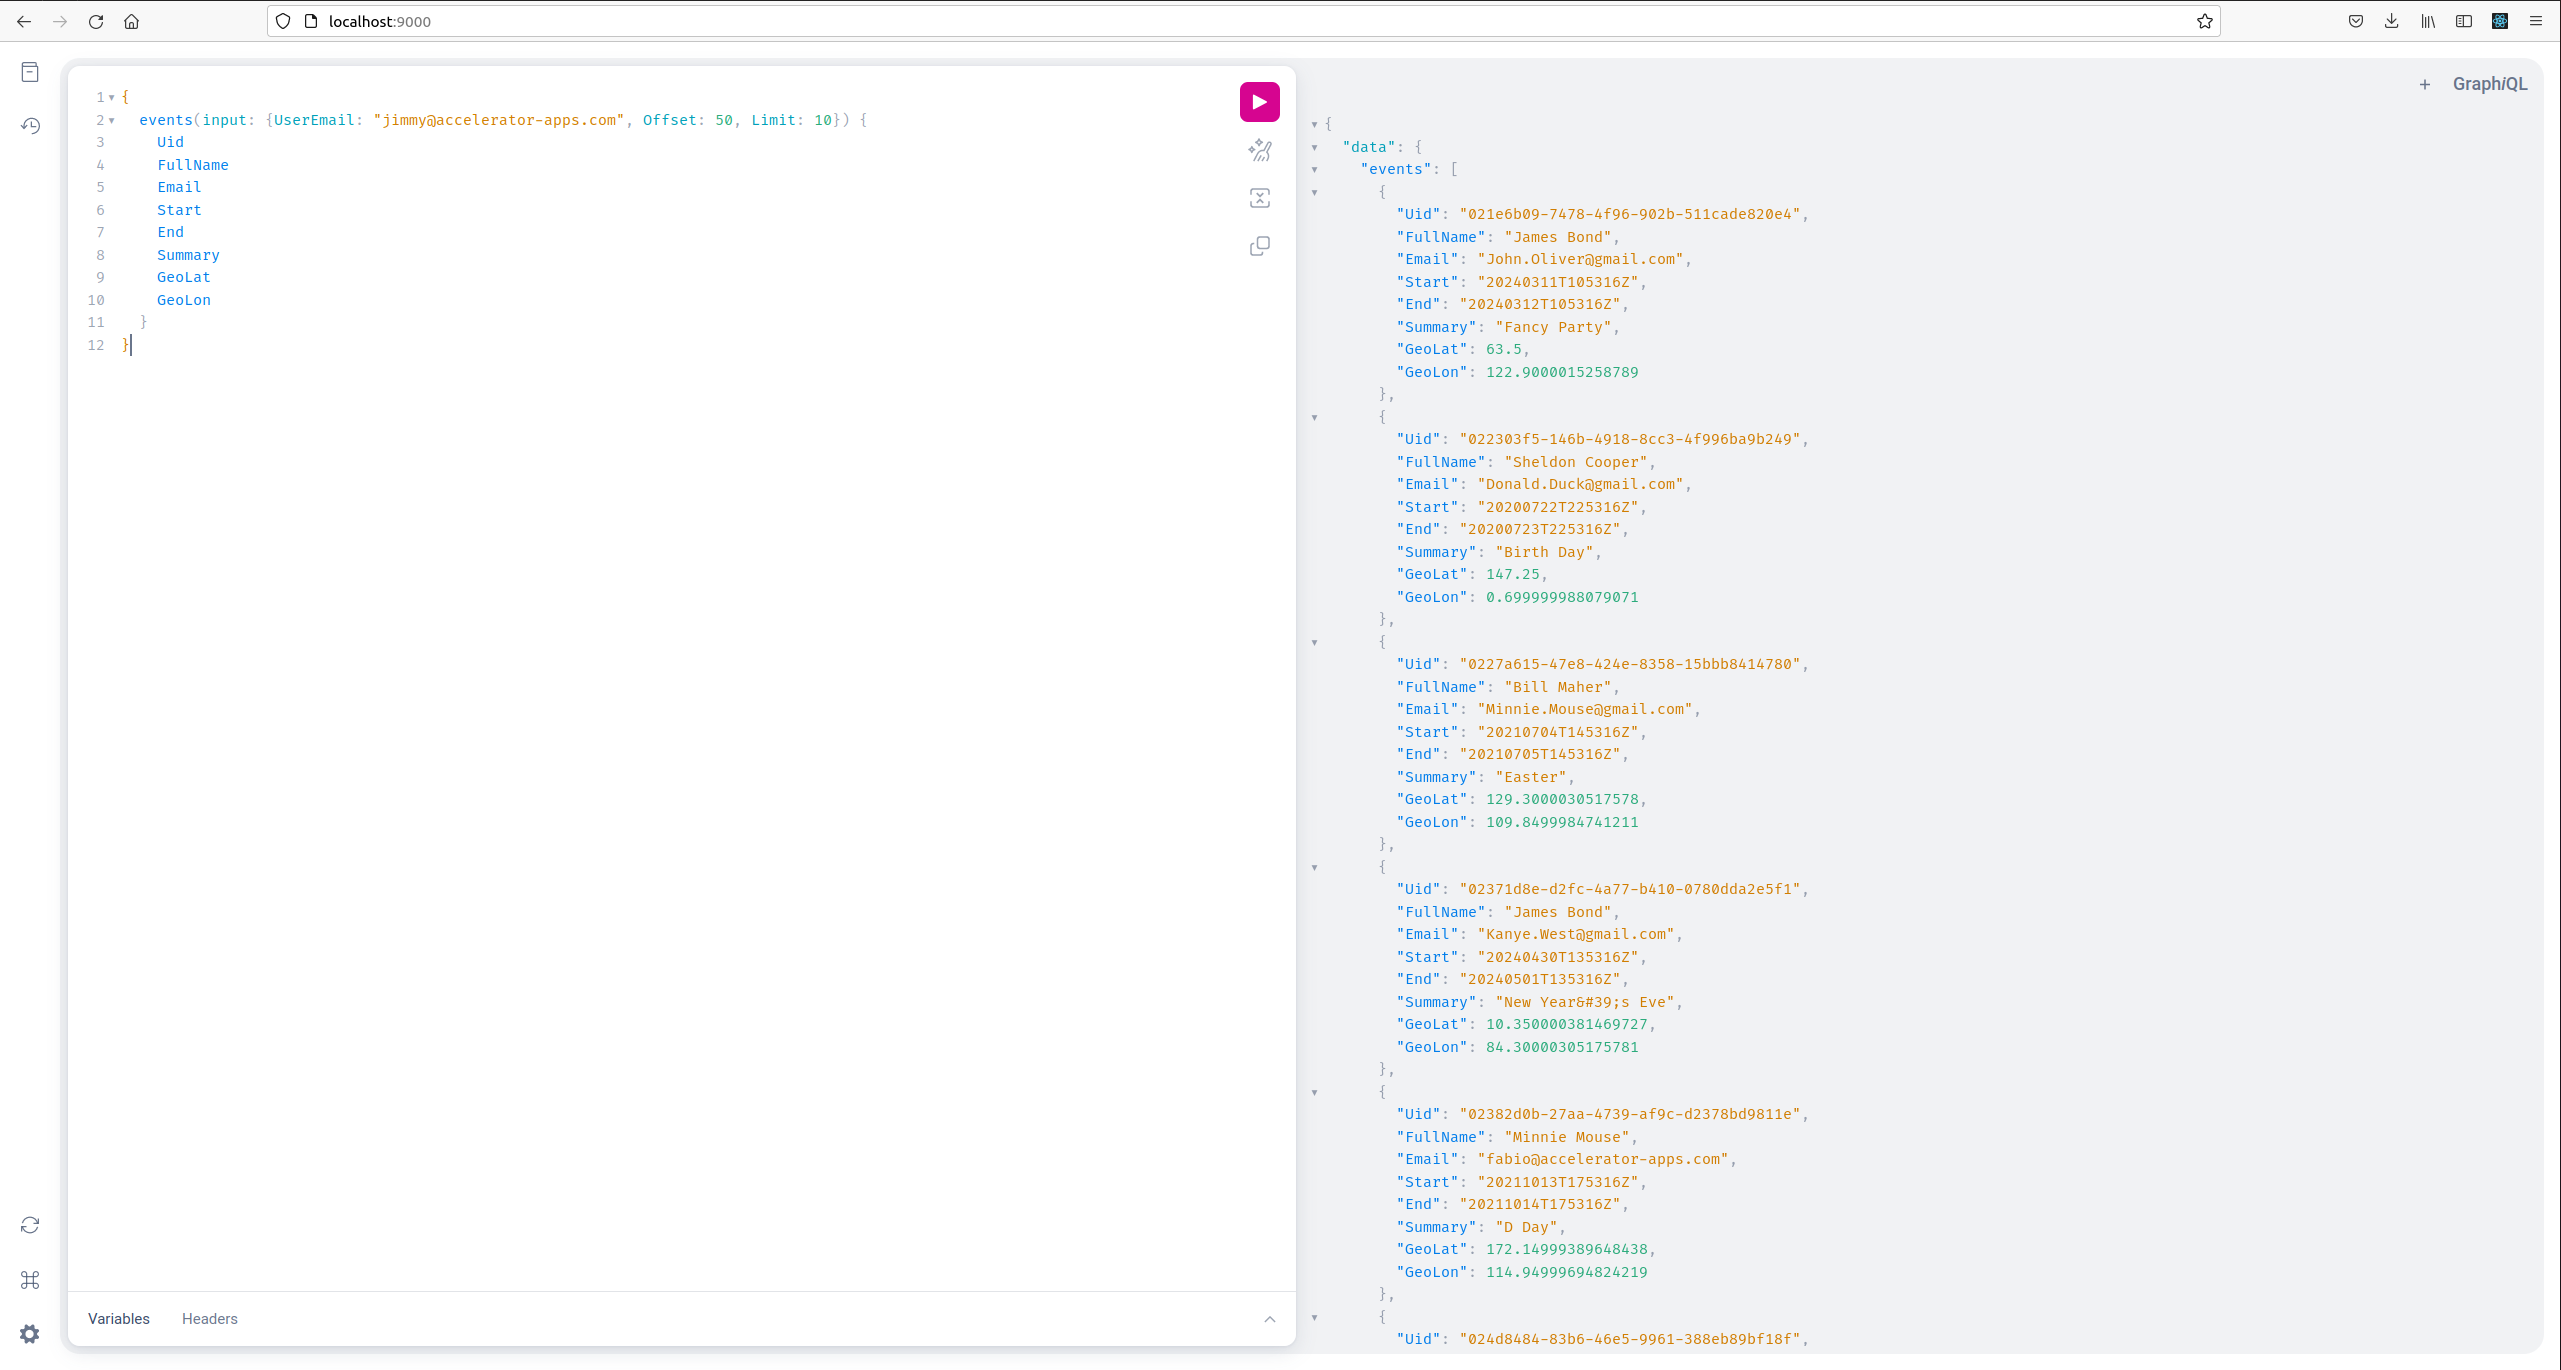 localhost:9000
1 {
2 events(input: {UserEmail: "jimmy@accelerator-apps.com", Offset: 50, Limit: 10}) {
3 Uid
4 FullName
5 Email
6 Start
7 End
8 Summary
9 GeoLat
10 GeoLon
11 }
12 }
Variables Headers
+ GraphiQL
{
"data": {
"events": [
{
"Uid": "021e6b09-7478-4f96-902b-511cade820e4",
"FullName": "James Bond",
"Email": "John.Oliver@gmail.com",
"Start": "20240311T105316Z",
"End": "20240312T105316Z",
"Summary": "Fancy Party",
"GeoLat": 63.5,
"GeoLon": 122.9000015258789
},
{
"Uid": "022303f5-146b-4918-8cc3-4f996ba9b249",
"FullName": "Sheldon Cooper",
"Email": "Donald.Duck@gmail.com",
"Start": "20200722T225316Z",
"End": "20200723T225316Z",
"Summary": "Birth Day",
"GeoLat": 147.25,
"GeoLon": 0.699999988079071
},
{
"Uid": "0227a615-47e8-424e-8358-15bbb8414780",
"FullName": "Bill Maher",
"Email": "Minnie.Mouse@gmail.com",
"Start": "20210704T145316Z",
"End": "20210705T145316Z",
"Summary": "Easter",
"GeoLat": 129.3000030517578,
"GeoLon": 109.8499984741211
},
{
"Uid": "02371d8e-d2fc-4a77-b410-0780dda2e5f1",
"FullName": "James Bond",
"Email": "Kanye.West@gmail.com",
"Start": "20240430T135316Z",
"End": "20240501T135316Z",
"Summary": "New Year&#39;s Eve",
"GeoLat": 10.350000381469727,
"GeoLon": 84.30000305175781
},
{
"Uid": "02382d0b-27aa-4739-af9c-d2378bd9811e",
"FullName": "Minnie Mouse",
"Email": "fabio@accelerator-apps.com",
"Start": "20211013T175316Z",
"End": "20211014T175316Z",
"Summary": "D Day",
"GeoLat": 172.14999389648438,
"GeoLon": 114.94999694824219
},
{
"Uid": "024d8484-83b6-46e5-9961-388eb89bf18f",